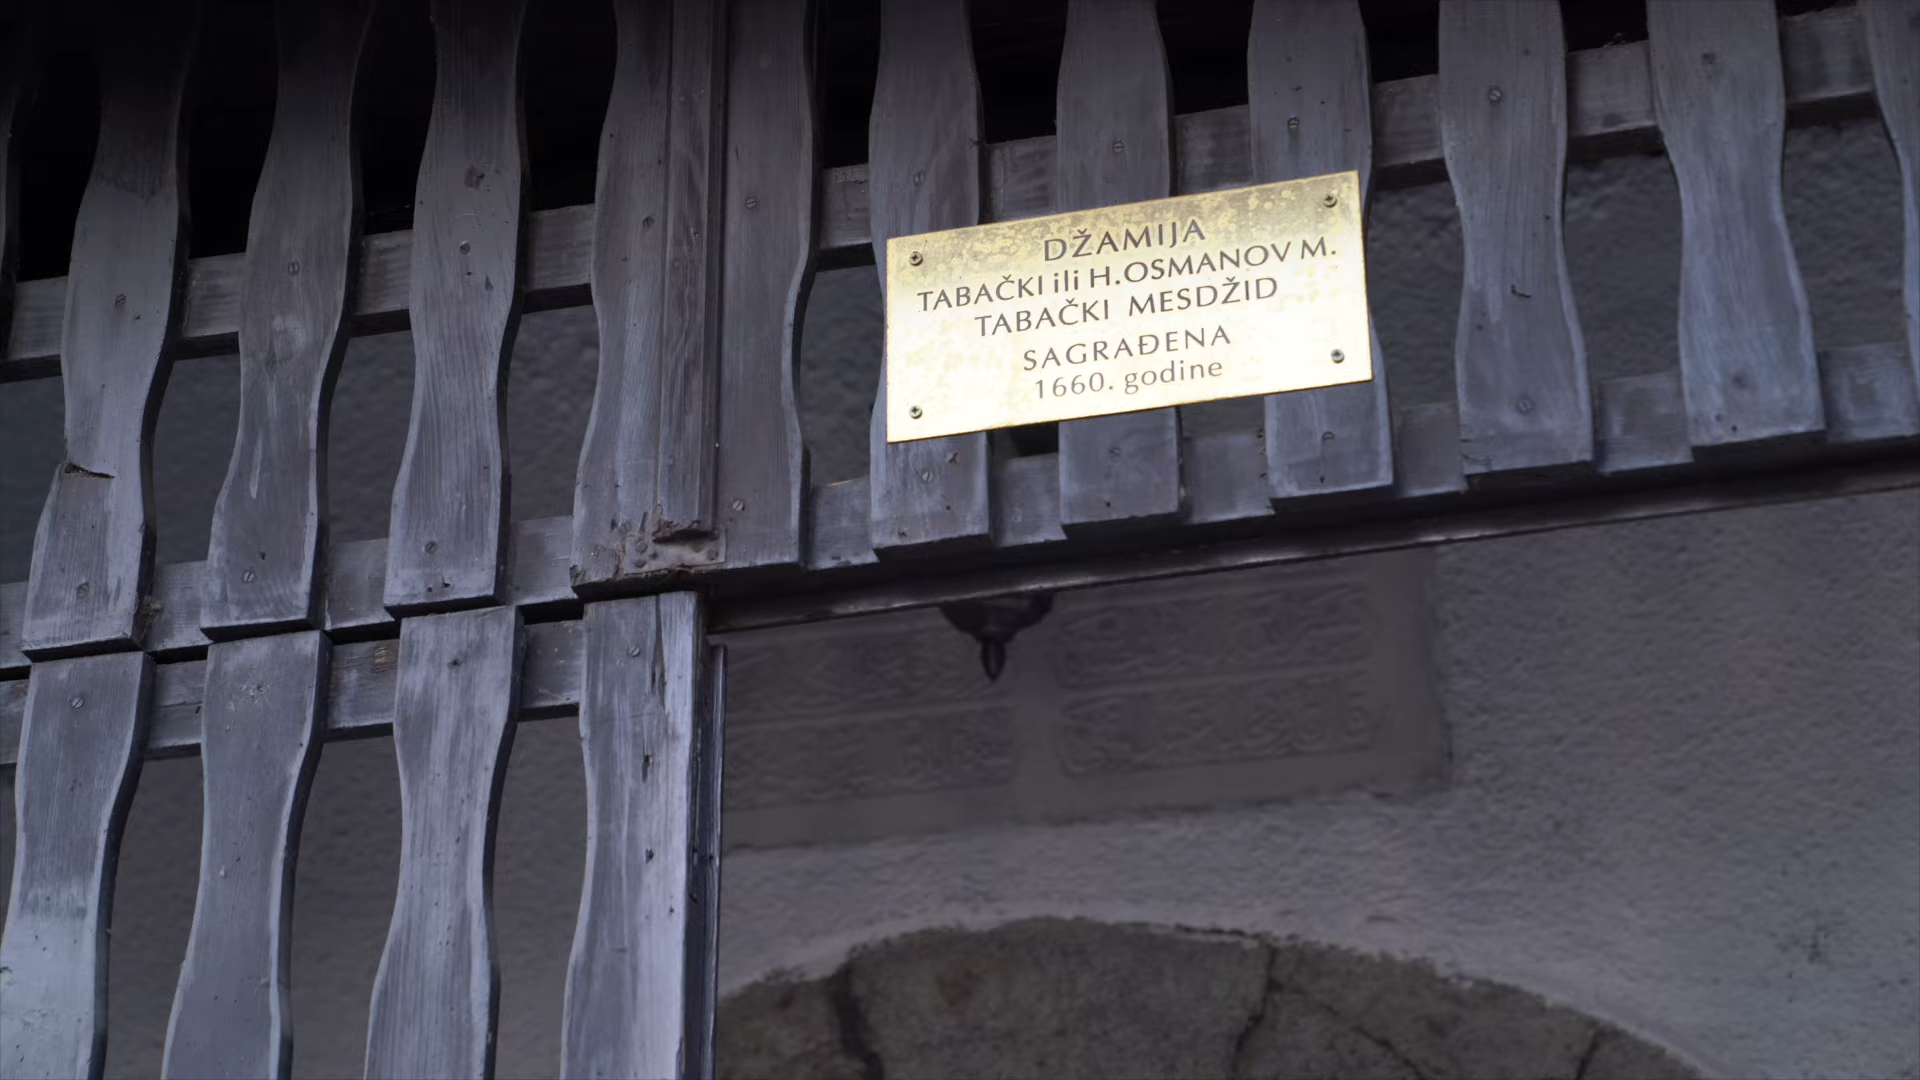 DŽAMIJA
TABAČKI ili H.OSMANOV M.
TABAČKI MESDŽID
SAGRAĐENA
1660. godine